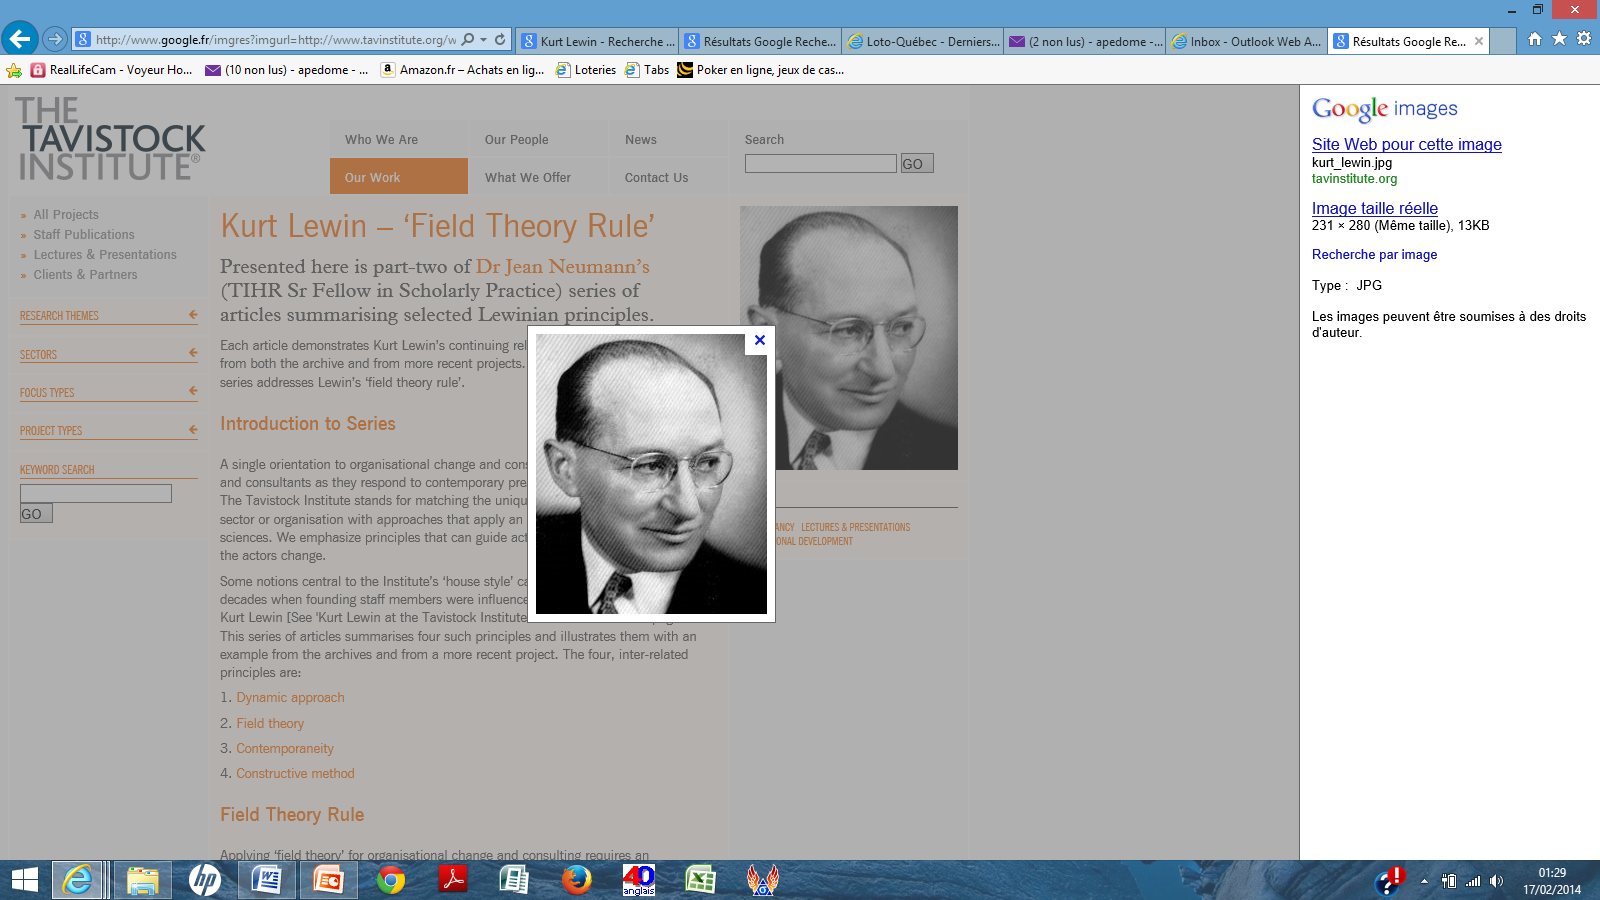 http://www.google.fr/imgres?imgurl=http://www.tavinstitute.org/w
Kurt Lewin - Recherche ...
Résultats Google Reche...
Loto-Québec - Derniers...
(2 non lus) - apedome -...
Inbox - Outlook Web A...
Résultats Google Re...
RealLifeCam - Voyeur Ho...
(10 non lus) - apedome - ...
Amazon.fr – Achats en lig...
Loteries
Tabs
Poker en ligne, jeux de cas...
THE
TAVISTOCK
INSTITUTE®
Who We Are
Our People
News
Search
GO
Our Work
What We Offer
Contact Us
» All Projects
» Staff Publications
» Lectures & Presentations
» Clients & Partners
RESEARCH THEMES
SECTORS
FOCUS TYPES
PROJECT TYPES
KEYWORD SEARCH
GO
Kurt Lewin – ‘Field Theory Rule’
Presented here is part-two of Dr Jean Neumann’s
(TIHR Sr Fellow in Scholarly Practice) series of
articles summarising selected Lewinian principles.
Each article demonstrates Kurt Lewin’s continuing rel
from both the archive and from more recent projects.
series addresses Lewin’s ‘field theory rule’.
Introduction to Series
A single orientation to organisational change and cons
and consultants as they respond to contemporary pre
The Tavistock Institute stands for matching the uniqu
sector or organisation with approaches that apply an
sciences. We emphasize principles that can guide act
the actors change.
Some notions central to the Institute’s ‘house style’ ca
decades when founding staff members were influence
Kurt Lewin [See ‘Kurt Lewin at the Tavistock Institute
This series of articles summarises four such principles and illustrates them with an
example from the archives and from a more recent project. The four, inter-related
principles are:
1. Dynamic approach
2. Field theory
3. Contemporaneity
4. Constructive method
Field Theory Rule
Applying ‘field theory’ for organisational change and consulting requires an
ANCY LECTURES & PRESENTATIONS
ONAL DEVELOPMENT
Google images
Site Web pour cette image
kurt_lewin.jpg
tavinstitute.org
Image taille réelle
231 × 280 (Même taille), 13KB
Recherche par image
Type : JPG
Les images peuvent être soumises à des droits
d'auteur.
hp
40
anglais
01:29
17/02/2014